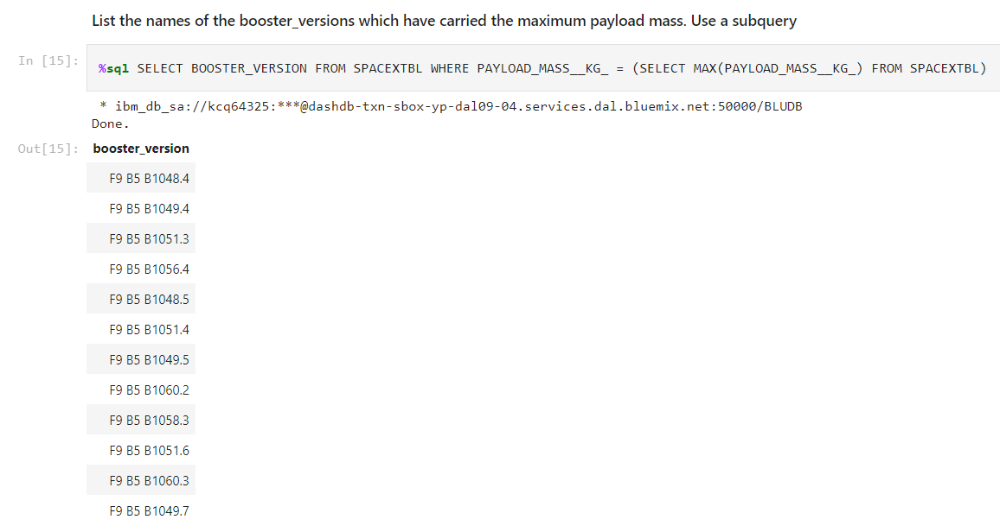 List the names of the booster_versions which have carried the maximum payload mass. Use a subquery
In [15]: %sql SELECT BOOSTER_VERSION FROM SPACEXTBL WHERE PAYLOAD_MASS__KG_ = (SELECT MAX(PAYLOAD_MASS__KG_) FROM SPACEXTBL)
* ibm_db_sa://kcq64325:***@dashdb-txn-sbox-yp-dal09-04.services.dal.bluemix.net:50000/BLUDB
Done.
Out[15]: booster_version
F9 B5 B1048.4
F9 B5 B1049.4
F9 B5 B1051.3
F9 B5 B1056.4
F9 B5 B1048.5
F9 B5 B1051.4
F9 B5 B1049.5
F9 B5 B1060.2
F9 B5 B1058.3
F9 B5 B1051.6
F9 B5 B1060.3
F9 B5 B1049.7